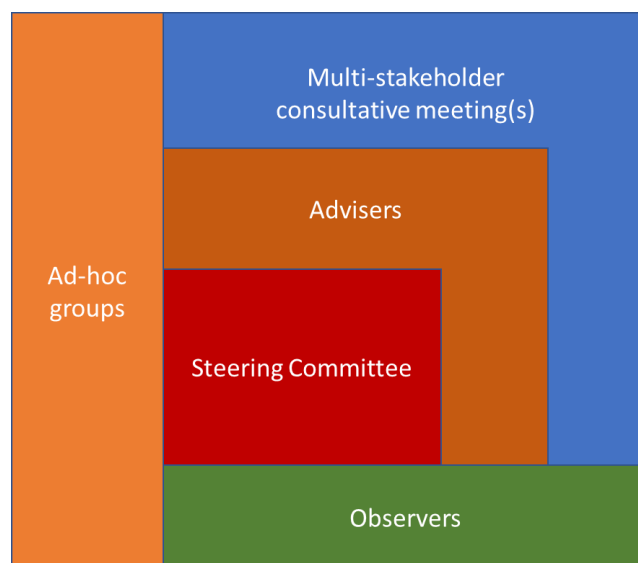 Multi-stakeholder
consultative meeting(s)
Advisers
Ad-hoc
groups
Steering Committee
Observers